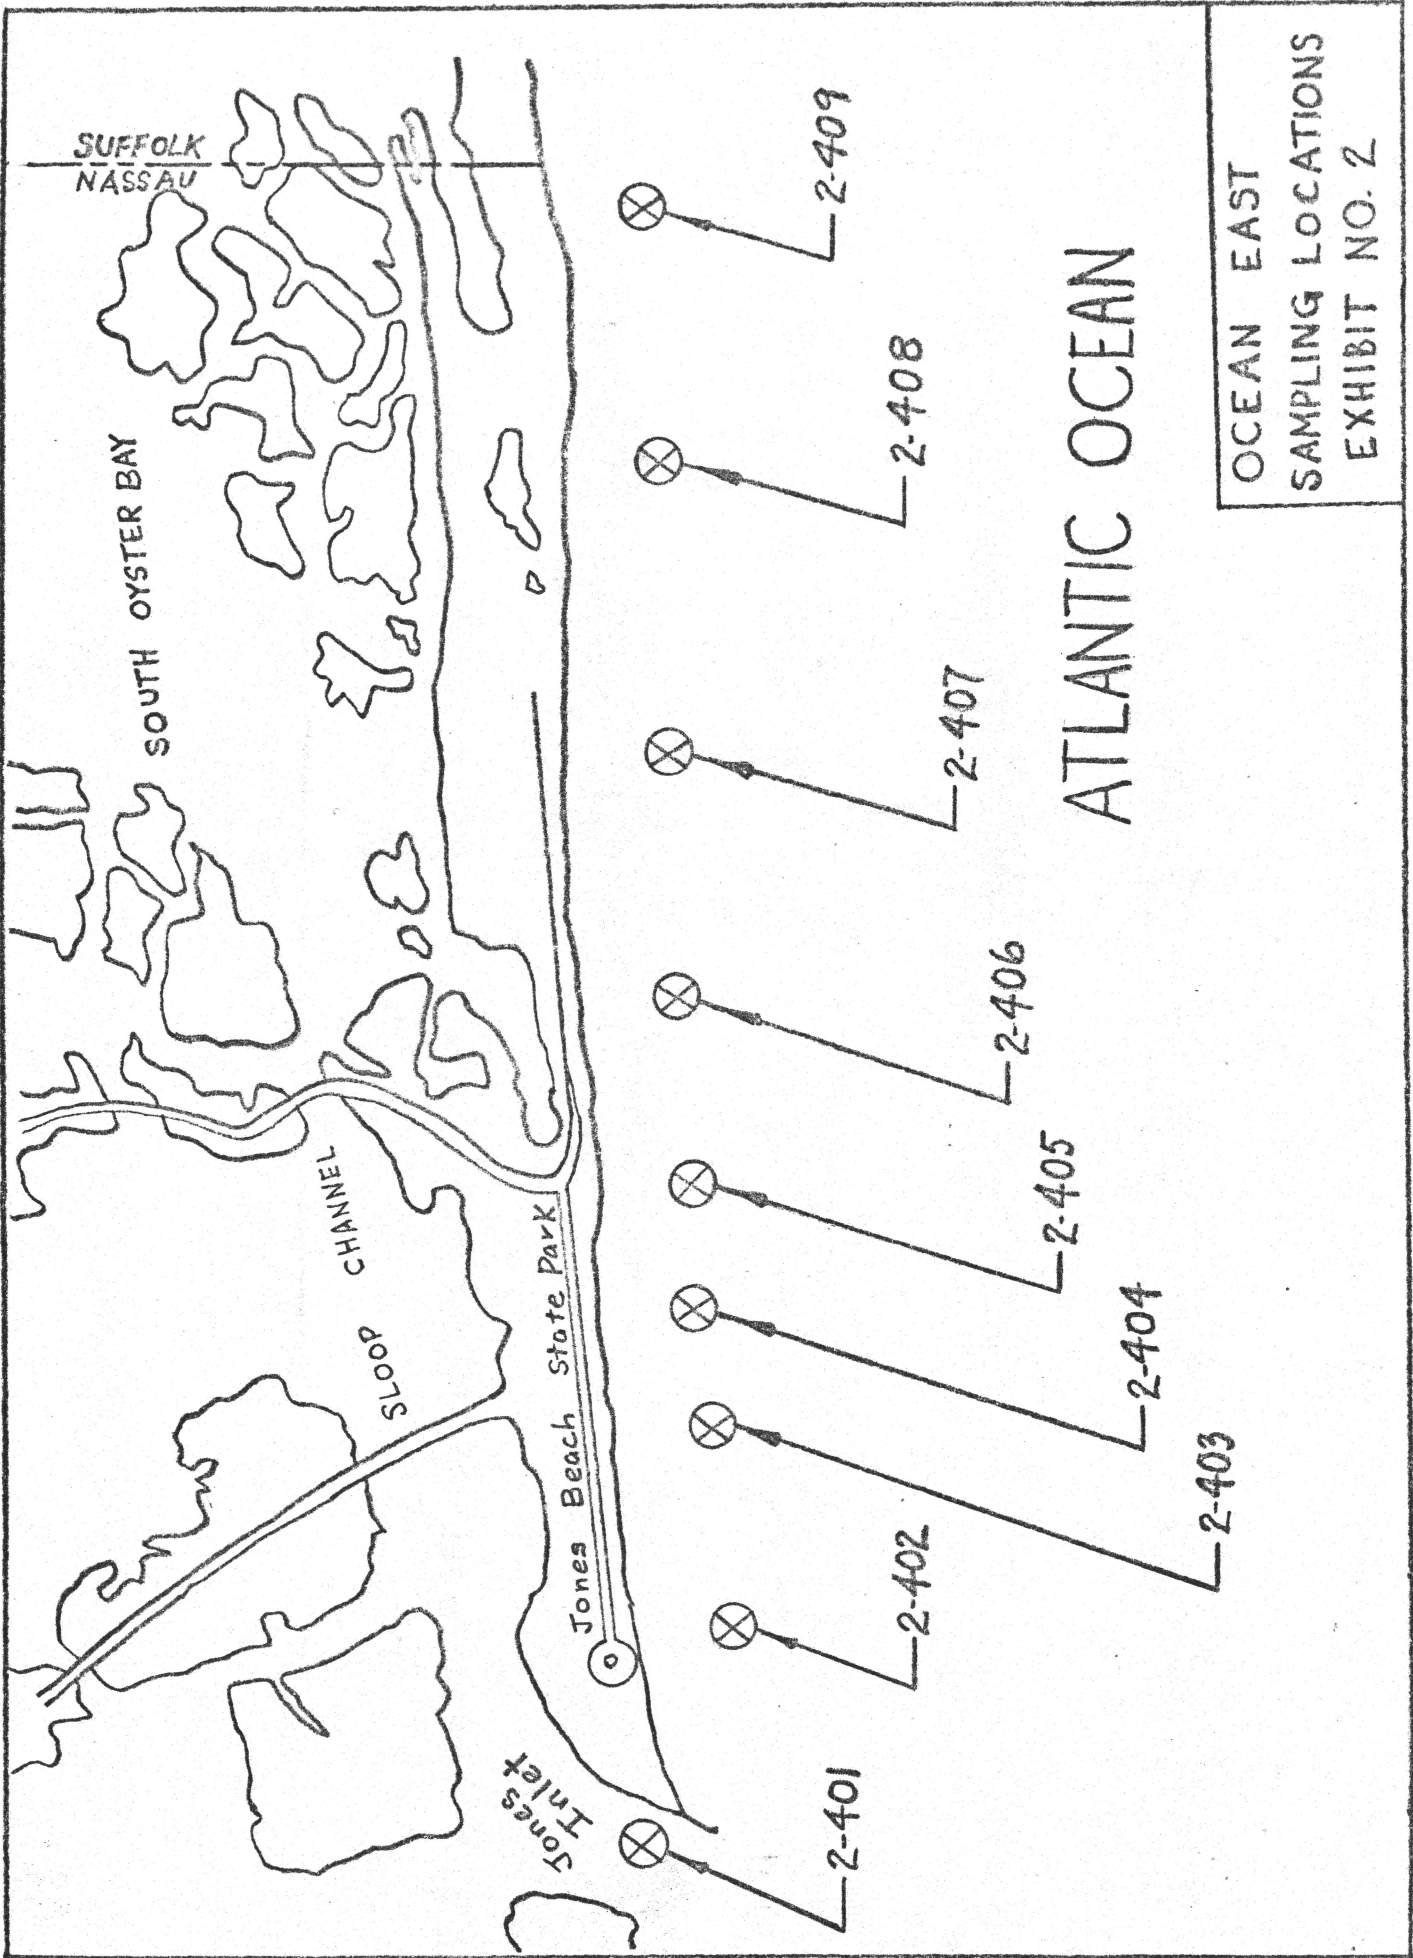 SUFFOLK
NASSAU
SOUTH OYSTER BAY
SLOOP CHANNEL
Jones Beach State Park
Jones
Inlet
2-401
2-402
2-403
2-404
2-405
2-406
2-407
2-408
2-409
ATLANTIC OCEAN
OCEAN EAST
SAMPLING LOCATIONS
EXHIBIT NO. 2